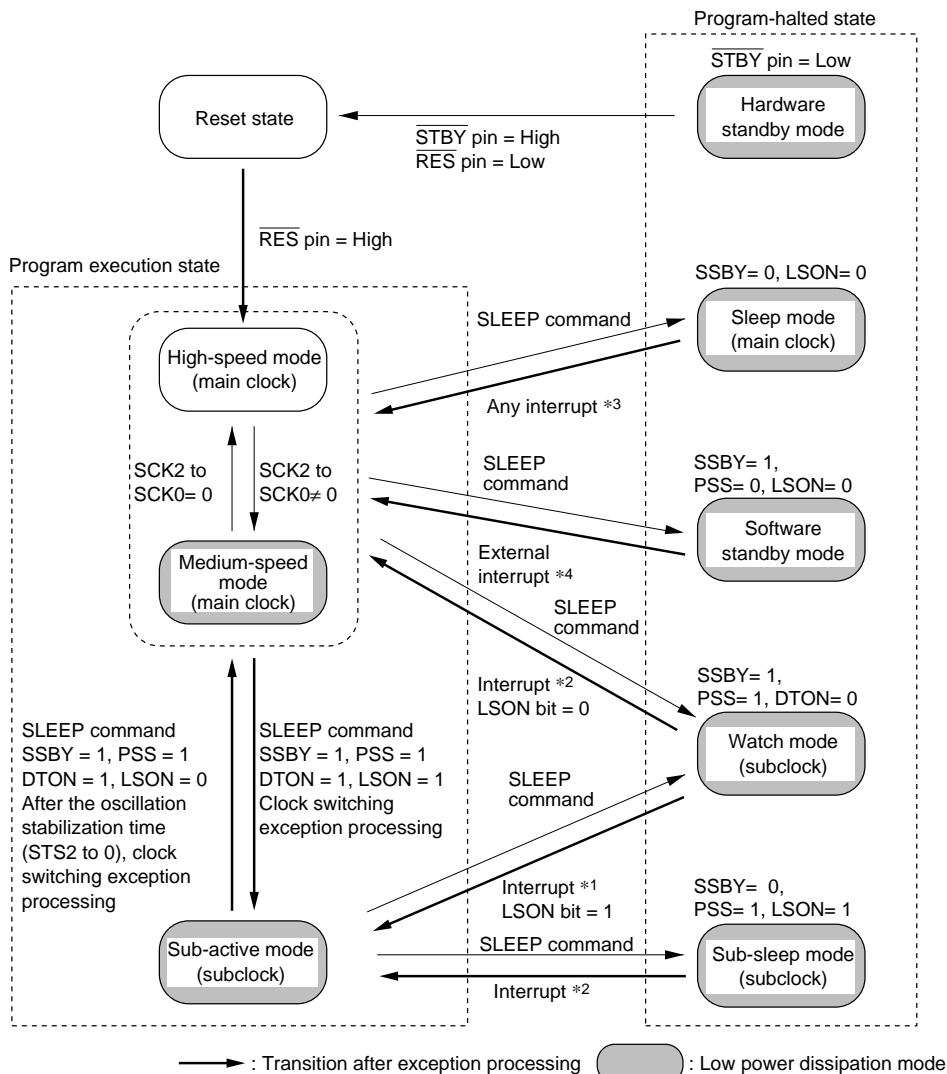 Program-halted state
STBY pin = Low
Hardware
standby mode
Reset state
STBY pin = High
RES pin = Low
RES pin = High
Program execution state
SSBY= 0, LSON= 0
Sleep mode
(main clock)
SLEEP command
Any interrupt *3
High-speed mode
(main clock)
SCK2 to
SCK0= 0
SCK2 to
SCK0≠ 0
Medium-speed
mode
(main clock)
SLEEP
command
SSBY= 1,
PSS= 0, LSON= 0
Software
standby mode
External
interrupt *4
SLEEP
command
Interrupt *2
LSON bit = 0
SSBY= 1,
PSS= 1, DTON= 0
Watch mode
(subclock)
SLEEP command
SSBY = 1, PSS = 1
DTON = 1, LSON = 0
After the oscillation
stabilization time
(STS2 to 0), clock
switching exception
processing
SLEEP command
SSBY = 1, PSS = 1
DTON = 1, LSON = 1
Clock switching
exception processing
SLEEP
command
Interrupt *1
LSON bit = 1
SSBY= 0,
PSS= 1, LSON= 1
Sub-active mode
(subclock)
SLEEP command
Interrupt *2
Sub-sleep mode
(subclock)
: Transition after exception processing
: Low power dissipation mode